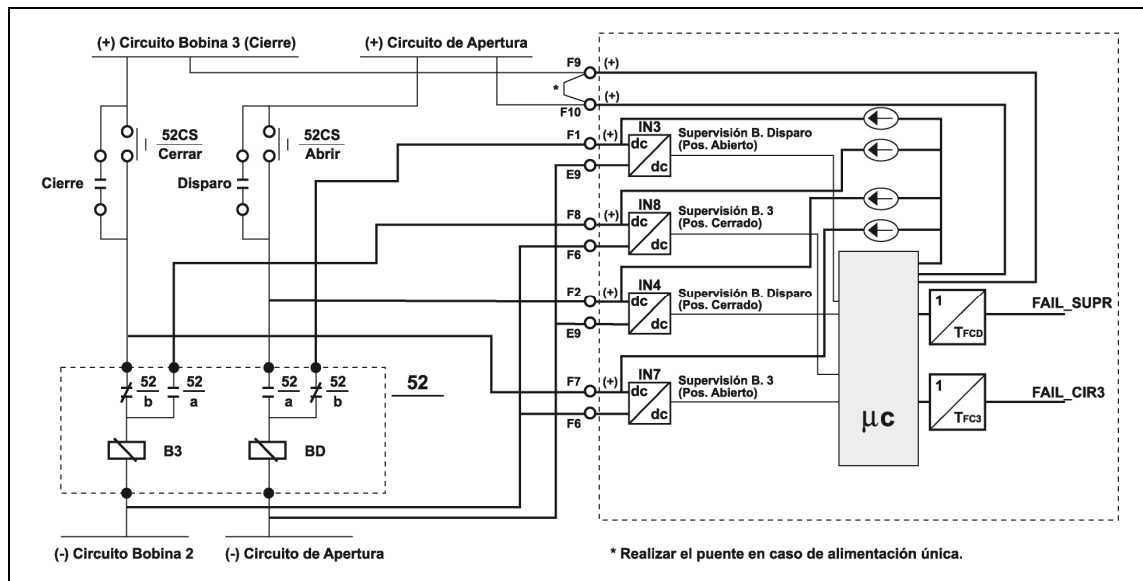 (+) Circuito Bobina 3 (Cierre)
(+) Circuito de Apertura
F9
(+)
*
F10
(+)
52CS
Cerrar
52CS
Abrir
Cierre
Disparo
F1
(+)
IN3
dc
dc
E9
Supervisión B. Disparo
(Pos. Abierto)
F8
(+)
IN8
dc
dc
F6
Supervisión B. 3
(Pos. Cerrado)
F2
(+)
IN4
dc
dc
E9
Supervisión B. Disparo
(Pos. Cerrado)
F7
(+)
IN7
dc
dc
F6
Supervisión B. 3
(Pos. Abierto)
µc
1
TFCD
FAIL_SUPR
1
TFC3
FAIL_CIR3
52
b
52
a
52
a
52
b
52
B3
BD
(-) Circuito Bobina 2
(-) Circuito de Apertura
* Realizar el puente en caso de alimentación única.